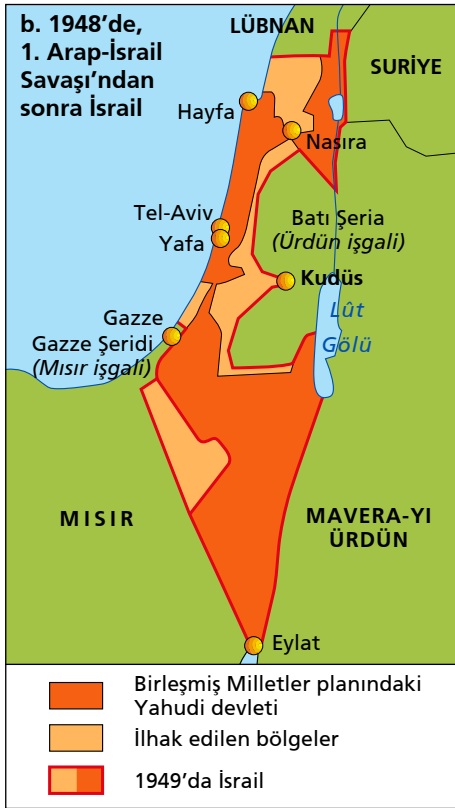 b. 1948’de,
1. Arap-İsrail
Savaşı’ndan
sonra İsrail
LÜBNAN
SURİYE
Hayfa
Nasıra
Tel-Aviv
Yafa
Batı Şeria
(Ürdün işgali)
Kudüs
Lût
Gölü
Gazze
Gazze Şeridi
(Mısır işgali)
MISIR
MAVERA-YI
ÜRDÜN
Eylat
Birleşmiş Milletler planındaki
Yahudi devleti
İlhak edilen bölgeler
1949’da İsrail